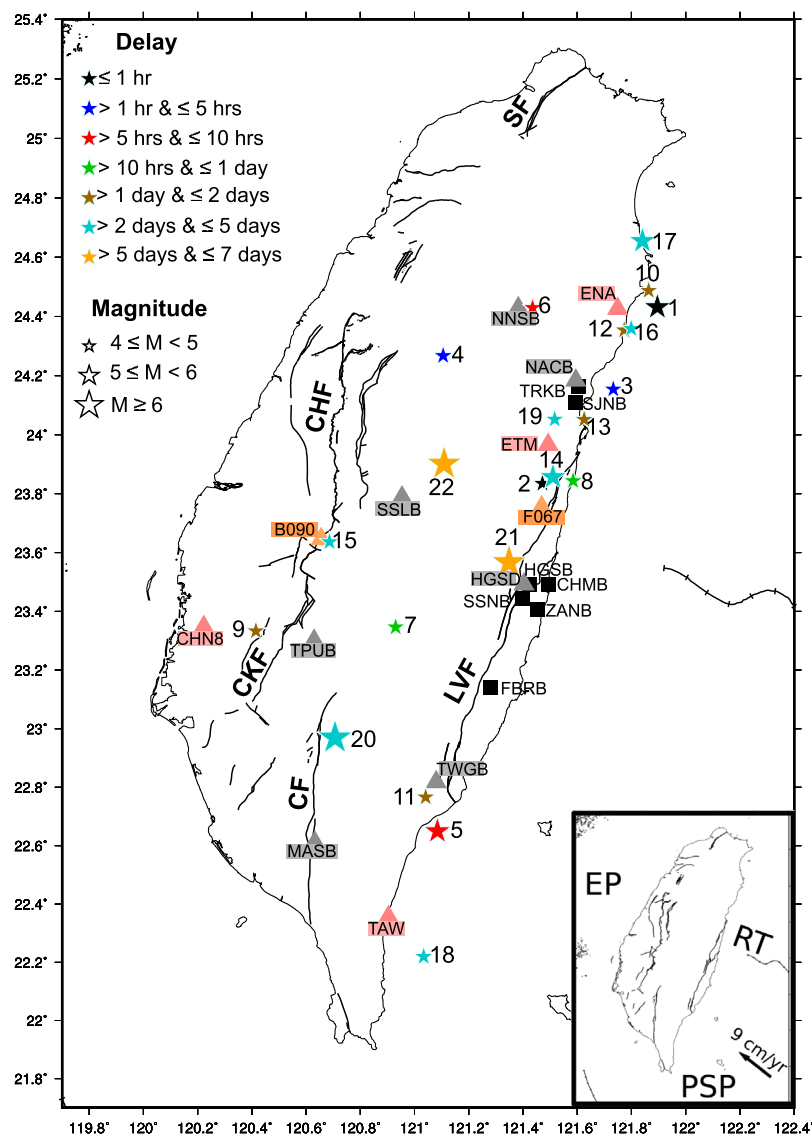 25.4°
25.2°
25°
24.8°
24.6°
24.4°
24.2°
24°
23.8°
23.6°
23.4°
23.2°
23°
22.8°
22.6°
22.4°
22.2°
22°
21.8°
119.8° 120° 120.2° 120.4° 120.6° 120.8° 121° 121.2° 121.4° 121.6° 121.8° 122° 122.2° 122.4°
Delay
≤ 1 hr
> 1 hr & ≤ 5 hrs
> 5 hrs & ≤ 10 hrs
> 10 hrs & ≤ 1 day
> 1 day & ≤ 2 days
> 2 days & ≤ 5 days
> 5 days & ≤ 7 days
Magnitude
4 ≤ M < 5
5 ≤ M < 6
M ≥ 6
SF
17
10
ENA
1
6
NNSB
12
16
4
NACB
3
TRKB
SJNB
CHF
19
13
ETM
14
22
2
8
SSLB
F067
B090
15
21
HGSB
HGSD
CHMB
SSNB
ZANB
CHN8
9
7
TPUB
CKF
LVF
FBRB
20
TWGB
CF
11
5
MASB
TAW
18
EP
RT
9 cm/yr
PSP